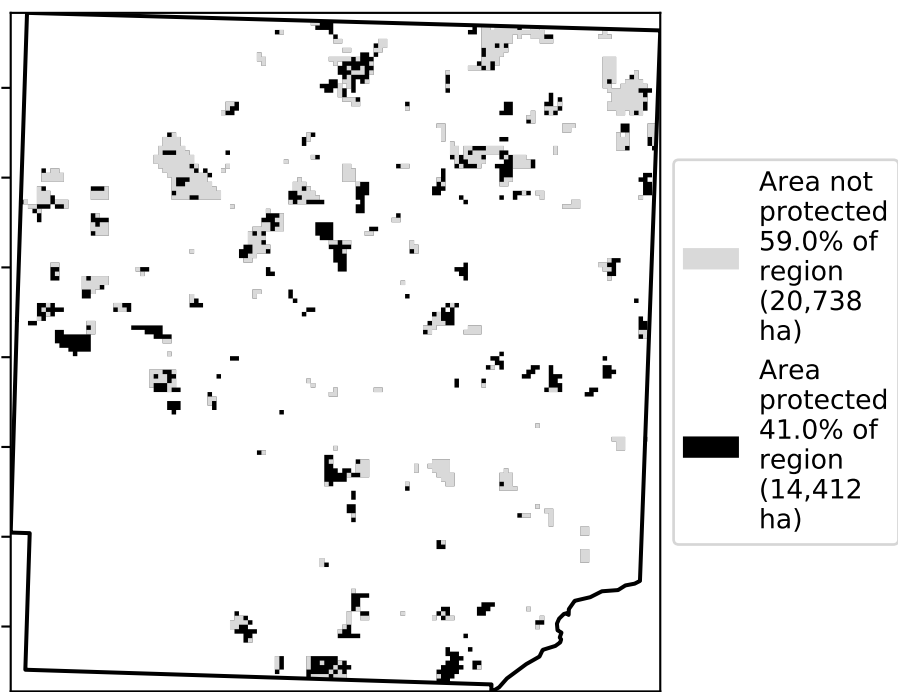 Area not
protected
59.0% of
region
(20,738
ha)
Area
protected
41.0% of
region
(14,412
ha)